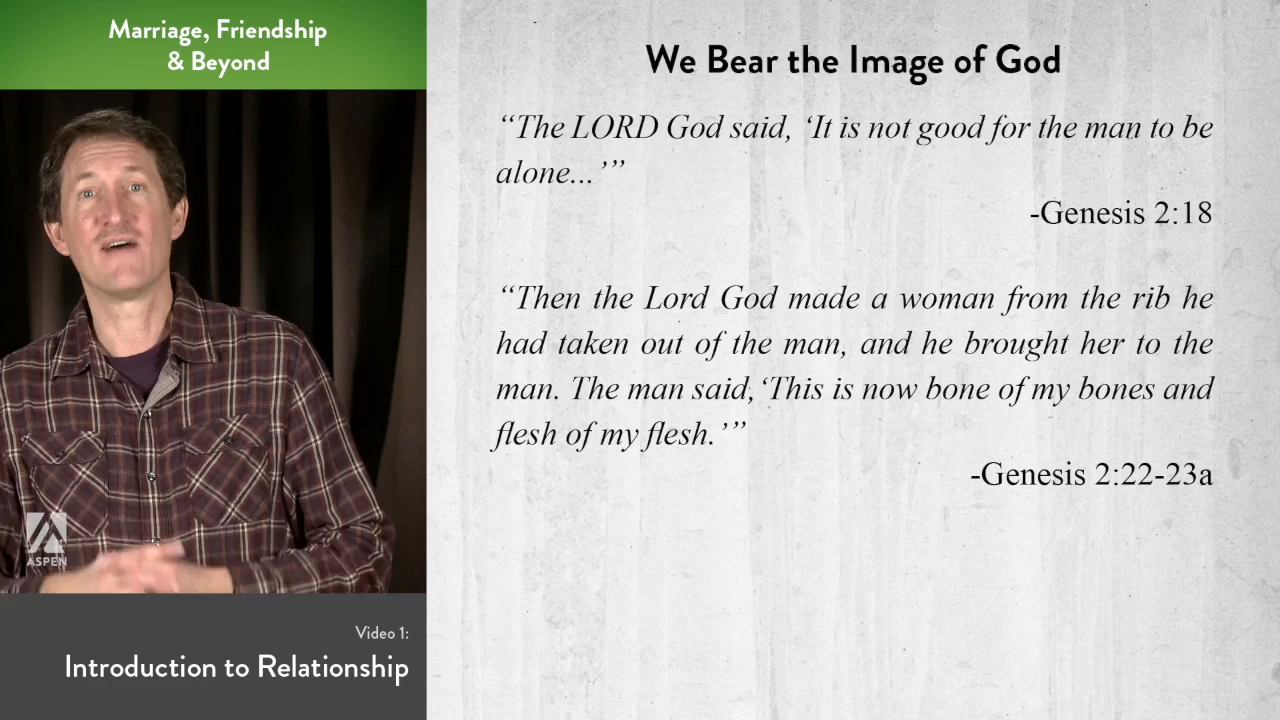 Marriage, Friendship
& Beyond
We Bear the Image of God
“The LORD God said, ‘It is not good for the man to be
alone...’”
-Genesis 2:18
“Then the Lord God made a woman from the rib he
had taken out of the man, and he brought her to the
man. The man said, ‘This is now bone of my bones and
flesh of my flesh.’”
-Genesis 2:22-23a
ASPEN
Video 1:
Introduction to Relationship